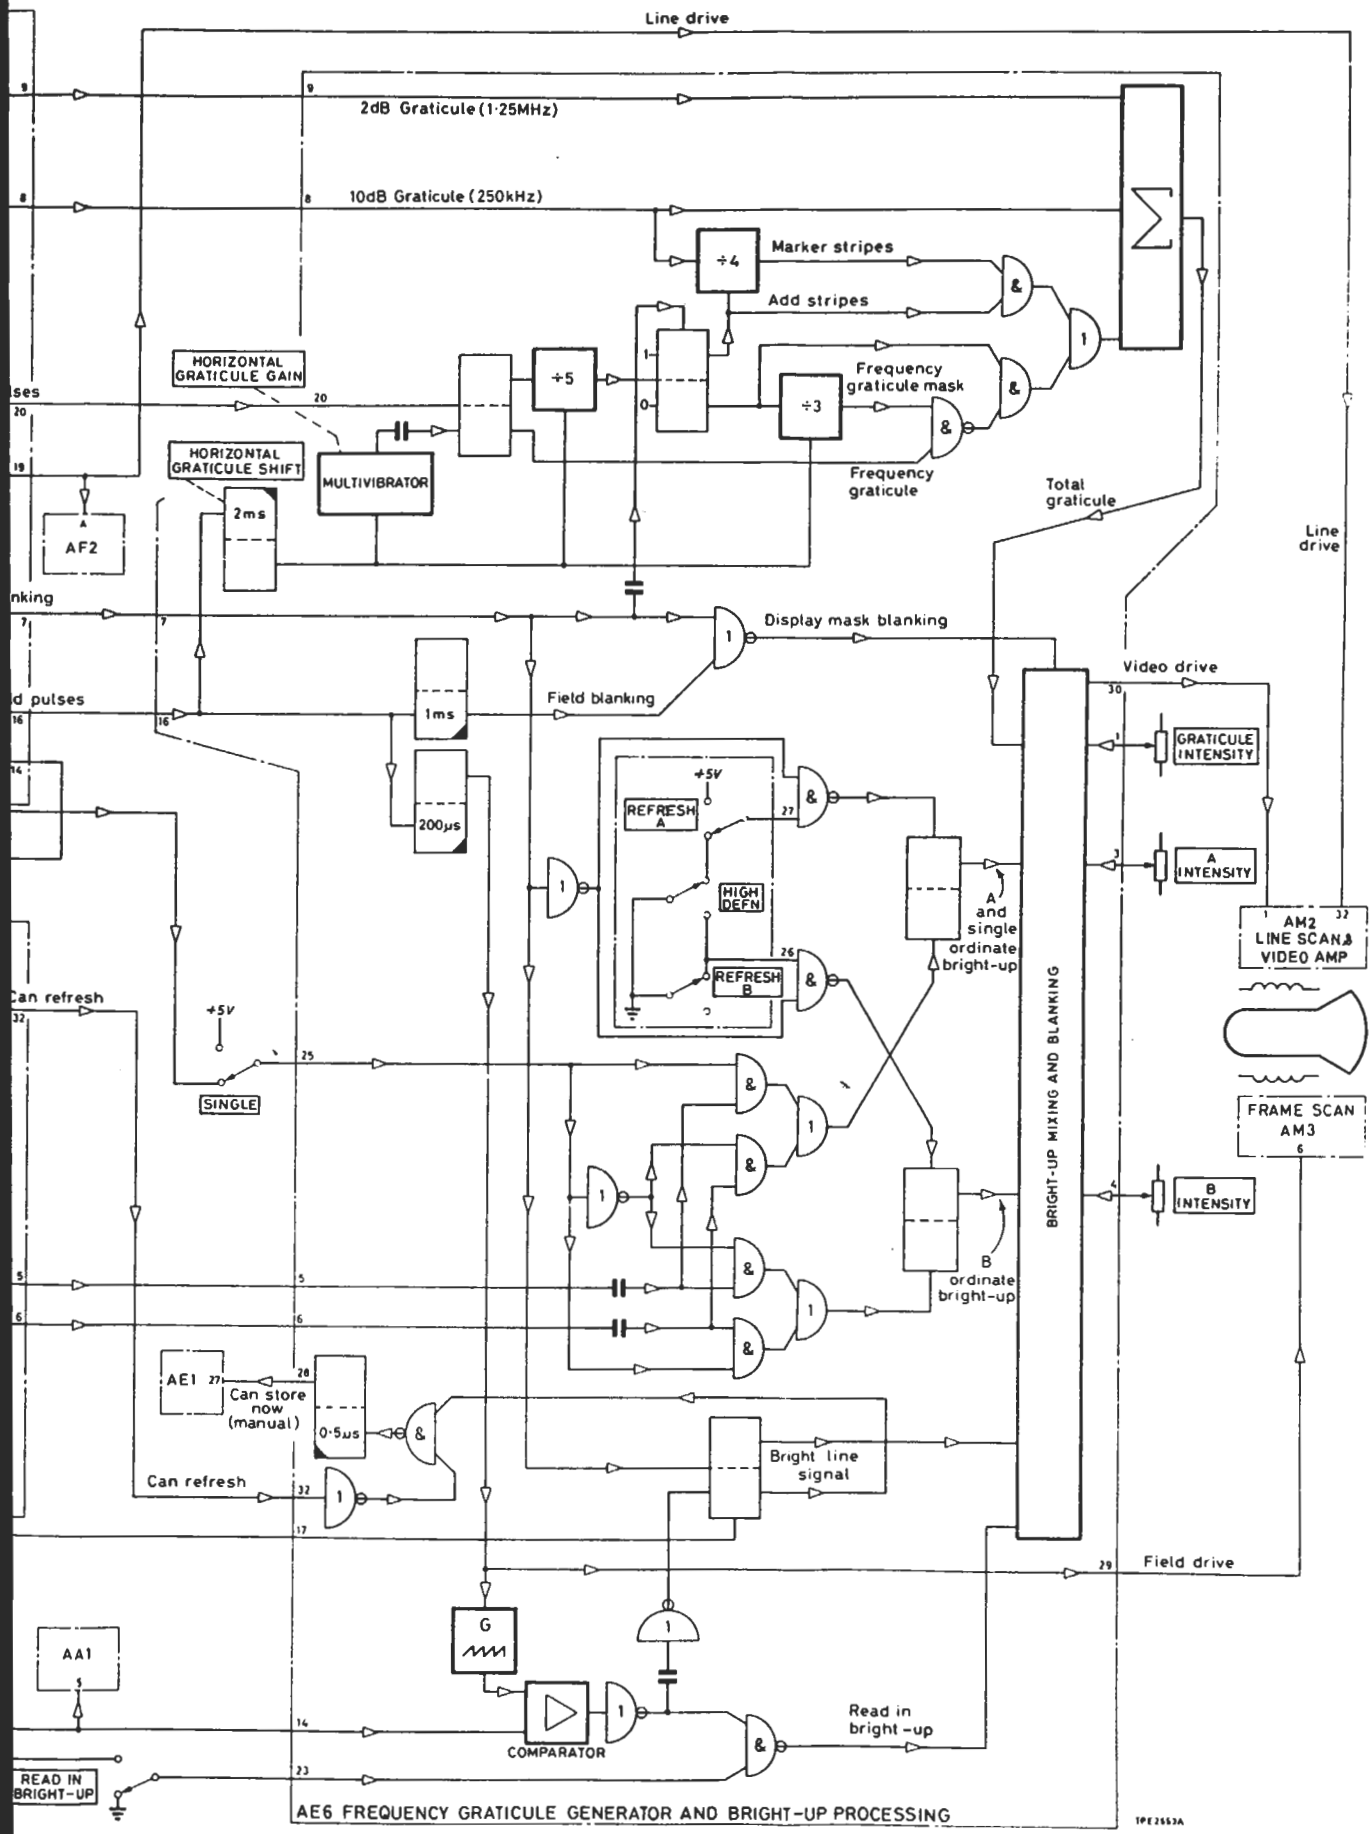 Line drive
9
9
2dB Graticule (1·25MHz)
8
8
10dB Graticule (250kHz)
Σ
÷4
Marker stripes
&
Add stripes
1
HORIZONTAL
GRATICULE GAIN
1
÷5
Frequency
graticule mask
&
lses
20
20
0
÷3
&
HORIZONTAL
GRATICULE SHIFT
19
MULTIVIBRATOR
Frequency
graticule
Total
graticule
2ms
A
AF2
Line
drive
nking
7
7
1
Display mask blanking
Video drive
30
ld pulses
16
16
1ms
Field blanking
1
GRATICULE
INTENSITY
14
+5V
REFRESH
A
27
&
200µs
3
A
INTENSITY
1
HIGH
DEFN
A
and
single
ordinate
bright-up
1
32
AM2
LINE SCAN &
VIDEO AMP
26
REFRESH
B
&
Can refresh
32
+5V
25
SINGLE
&
1
&
1
BRIGHT-UP MIXING AND BLANKING
FRAME SCAN
AM3
6
4
B
INTENSITY
5
5
&
B
ordinate
bright-up
1
6
6
&
AE1
27
28
Can store
now
(manual)
0·5µs
&
Bright line
signal
Can refresh
32
1
17
29
Field drive
G
1
AA1
5
14
1
COMPARATOR
&
Read in
bright-up
23
READ IN
BRIGHT-UP
AE6 FREQUENCY GRATICULE GENERATOR AND BRIGHT-UP PROCESSING
TPE2553A